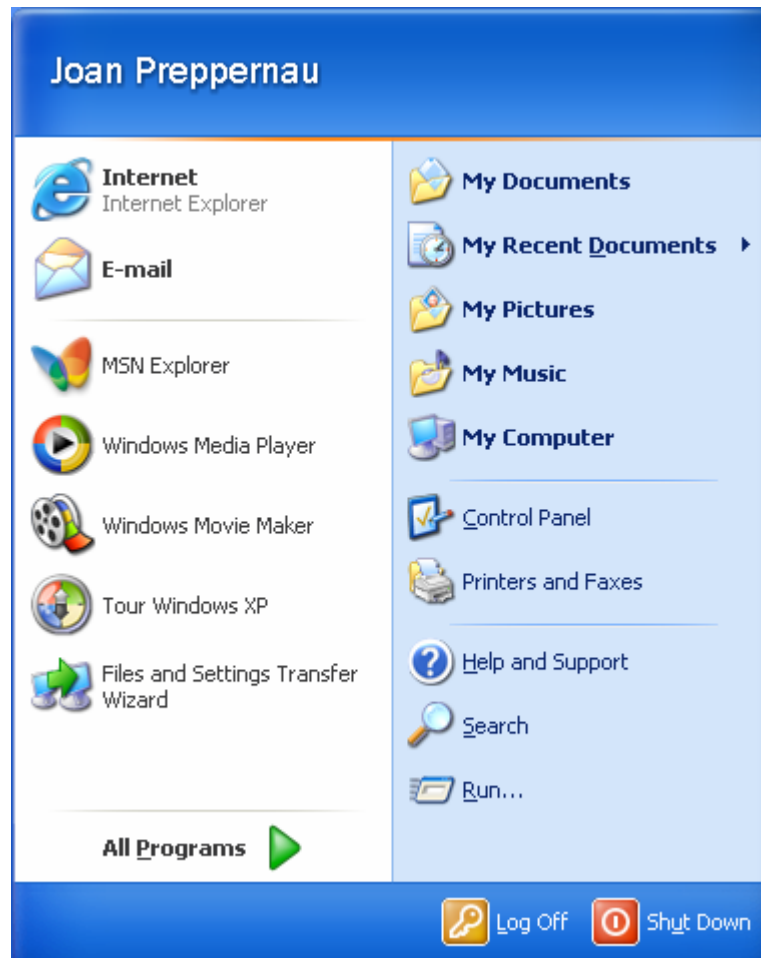 Joan Preppernau
Internet
Internet Explorer
E-mail
MSN Explorer
Windows Media Player
Windows Movie Maker
Tour Windows XP
Files and Settings Transfer
Wizard
All Programs
My Documents
My Recent Documents
My Pictures
My Music
My Computer
Control Panel
Printers and Faxes
Help and Support
Search
Run...
Log Off
Shut Down